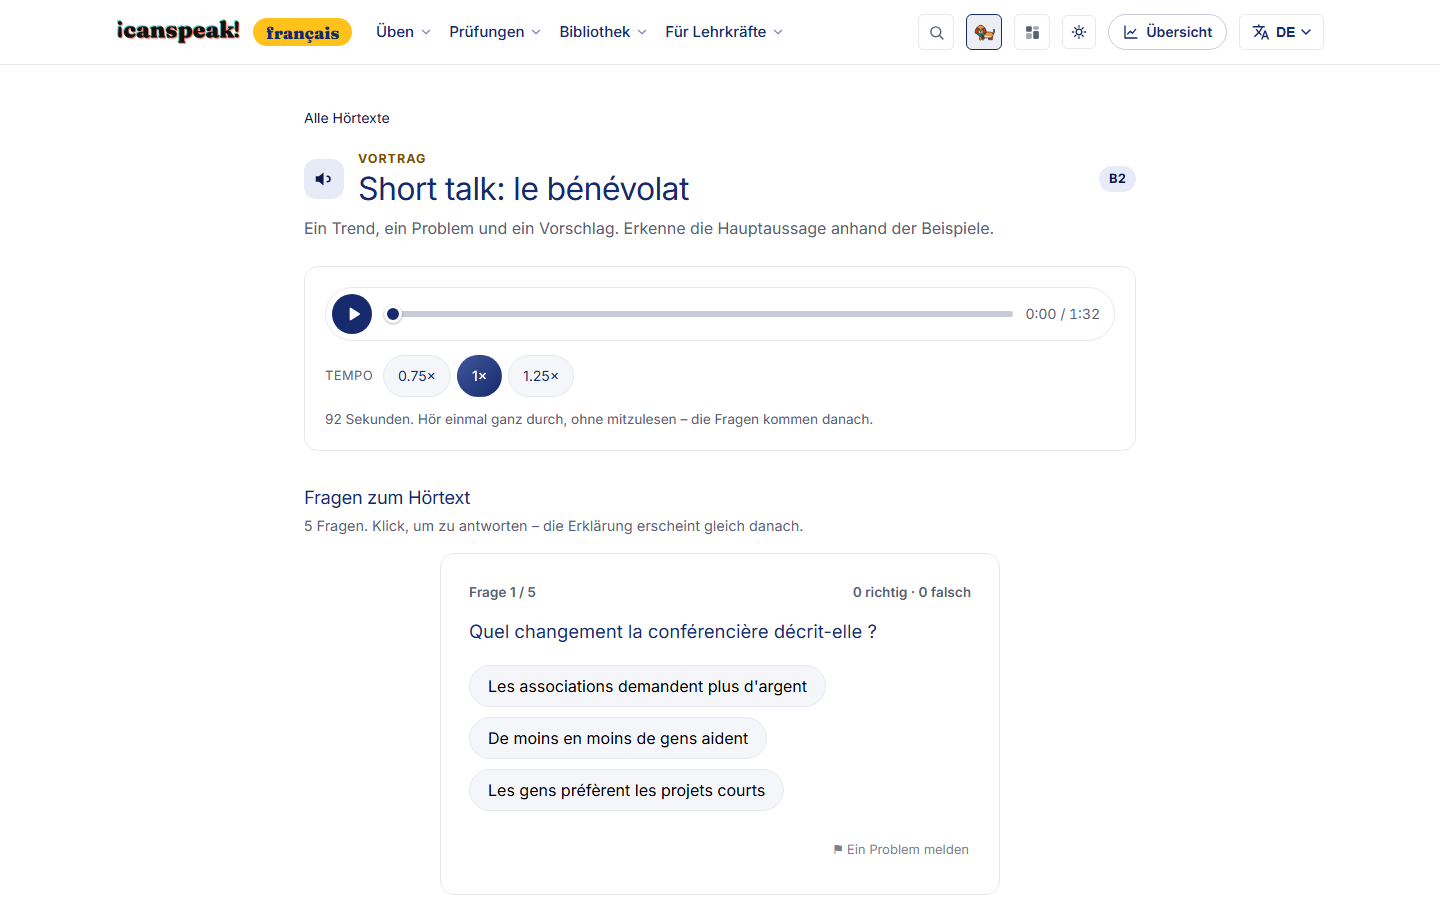 icanspeak! français Üben Prüfungen Bibliothek Für Lehrkräfte Übersicht DE
Alle Hörtexte
VORTRAG
Short talk: le bénévolat
B2
Ein Trend, ein Problem und ein Vorschlag. Erkenne die Hauptaussage anhand der Beispiele.
0:00 / 1:32
TEMPO 0.75× 1× 1.25×
92 Sekunden. Hör einmal ganz durch, ohne mitzulesen – die Fragen kommen danach.
Fragen zum Hörtext
5 Fragen. Klick, um zu antworten – die Erklärung erscheint gleich danach.
Frage 1 / 5 0 richtig · 0 falsch
Quel changement la conférencière décrit-elle ?
Les associations demandent plus d'argent
De moins en moins de gens aident
Les gens préfèrent les projets courts
Ein Problem melden